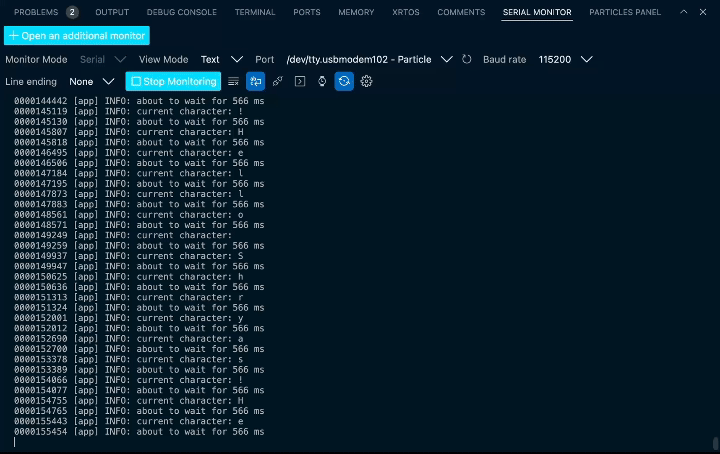 PROBLEMS 2 OUTPUT DEBUG CONSOLE TERMINAL PORTS MEMORY XRTOS COMMENTS SERIAL MONITOR PARTICLES PANEL
+ Open an additional monitor
Monitor Mode Serial View Mode Text Port /dev/tty.usbmodem102 - Particle Baud rate 115200
Line ending None Stop Monitoring
0000144442 [app] INFO: about to wait for 566 ms
0000145119 [app] INFO: current character: !
0000145130 [app] INFO: about to wait for 566 ms
0000145807 [app] INFO: current character: H
0000145818 [app] INFO: about to wait for 566 ms
0000146495 [app] INFO: current character: e
0000146506 [app] INFO: about to wait for 566 ms
0000147184 [app] INFO: current character: l
0000147195 [app] INFO: about to wait for 566 ms
0000147873 [app] INFO: current character: l
0000147883 [app] INFO: about to wait for 566 ms
0000148561 [app] INFO: current character: o
0000148571 [app] INFO: about to wait for 566 ms
0000149249 [app] INFO: current character:
0000149259 [app] INFO: about to wait for 566 ms
0000149937 [app] INFO: current character: S
0000149947 [app] INFO: about to wait for 566 ms
0000150625 [app] INFO: current character: h
0000150636 [app] INFO: about to wait for 566 ms
0000151313 [app] INFO: current character: r
0000151324 [app] INFO: about to wait for 566 ms
0000152001 [app] INFO: current character: y
0000152012 [app] INFO: about to wait for 566 ms
0000152690 [app] INFO: current character: a
0000152700 [app] INFO: about to wait for 566 ms
0000153378 [app] INFO: current character: s
0000153389 [app] INFO: about to wait for 566 ms
0000154066 [app] INFO: current character: !
0000154077 [app] INFO: about to wait for 566 ms
0000154755 [app] INFO: current character: H
0000154765 [app] INFO: about to wait for 566 ms
0000155443 [app] INFO: current character: e
0000155454 [app] INFO: about to wait for 566 ms